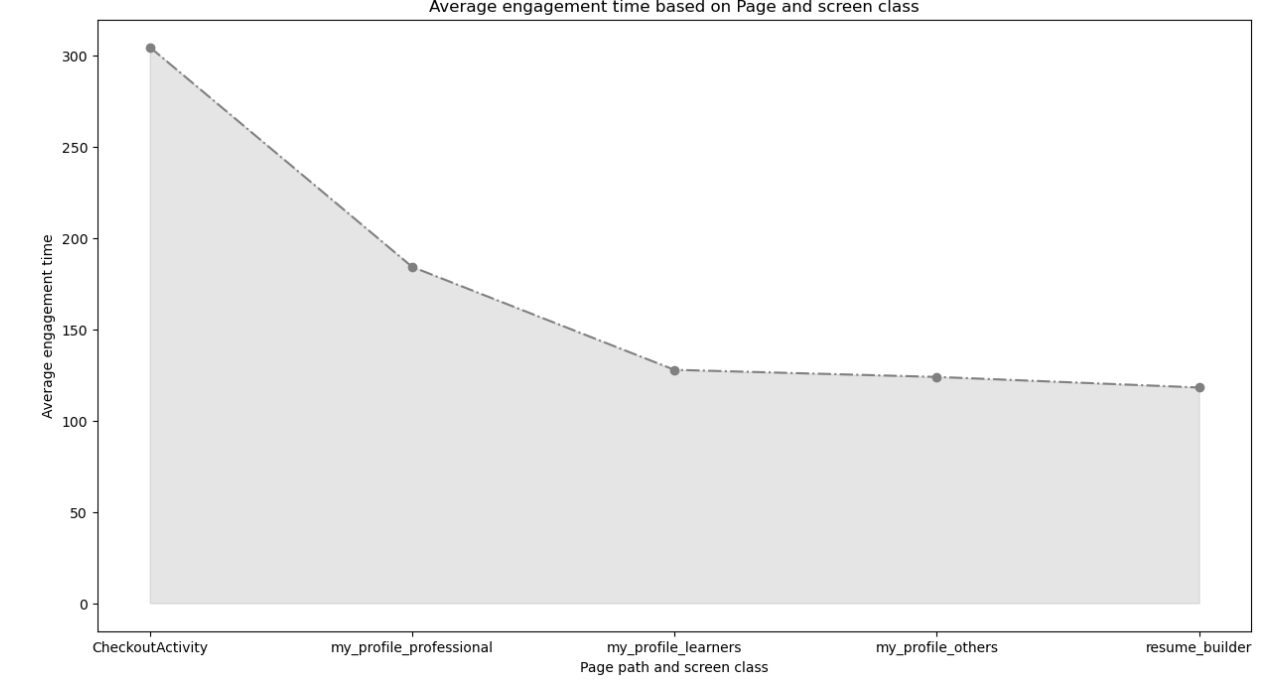 Average engagement time based on Page and screen class
300
250
200
150
100
50
0
Average engagement time
CheckoutActivity my_profile_professional my_profile_learners my_profile_others resume_builder
Page path and screen class